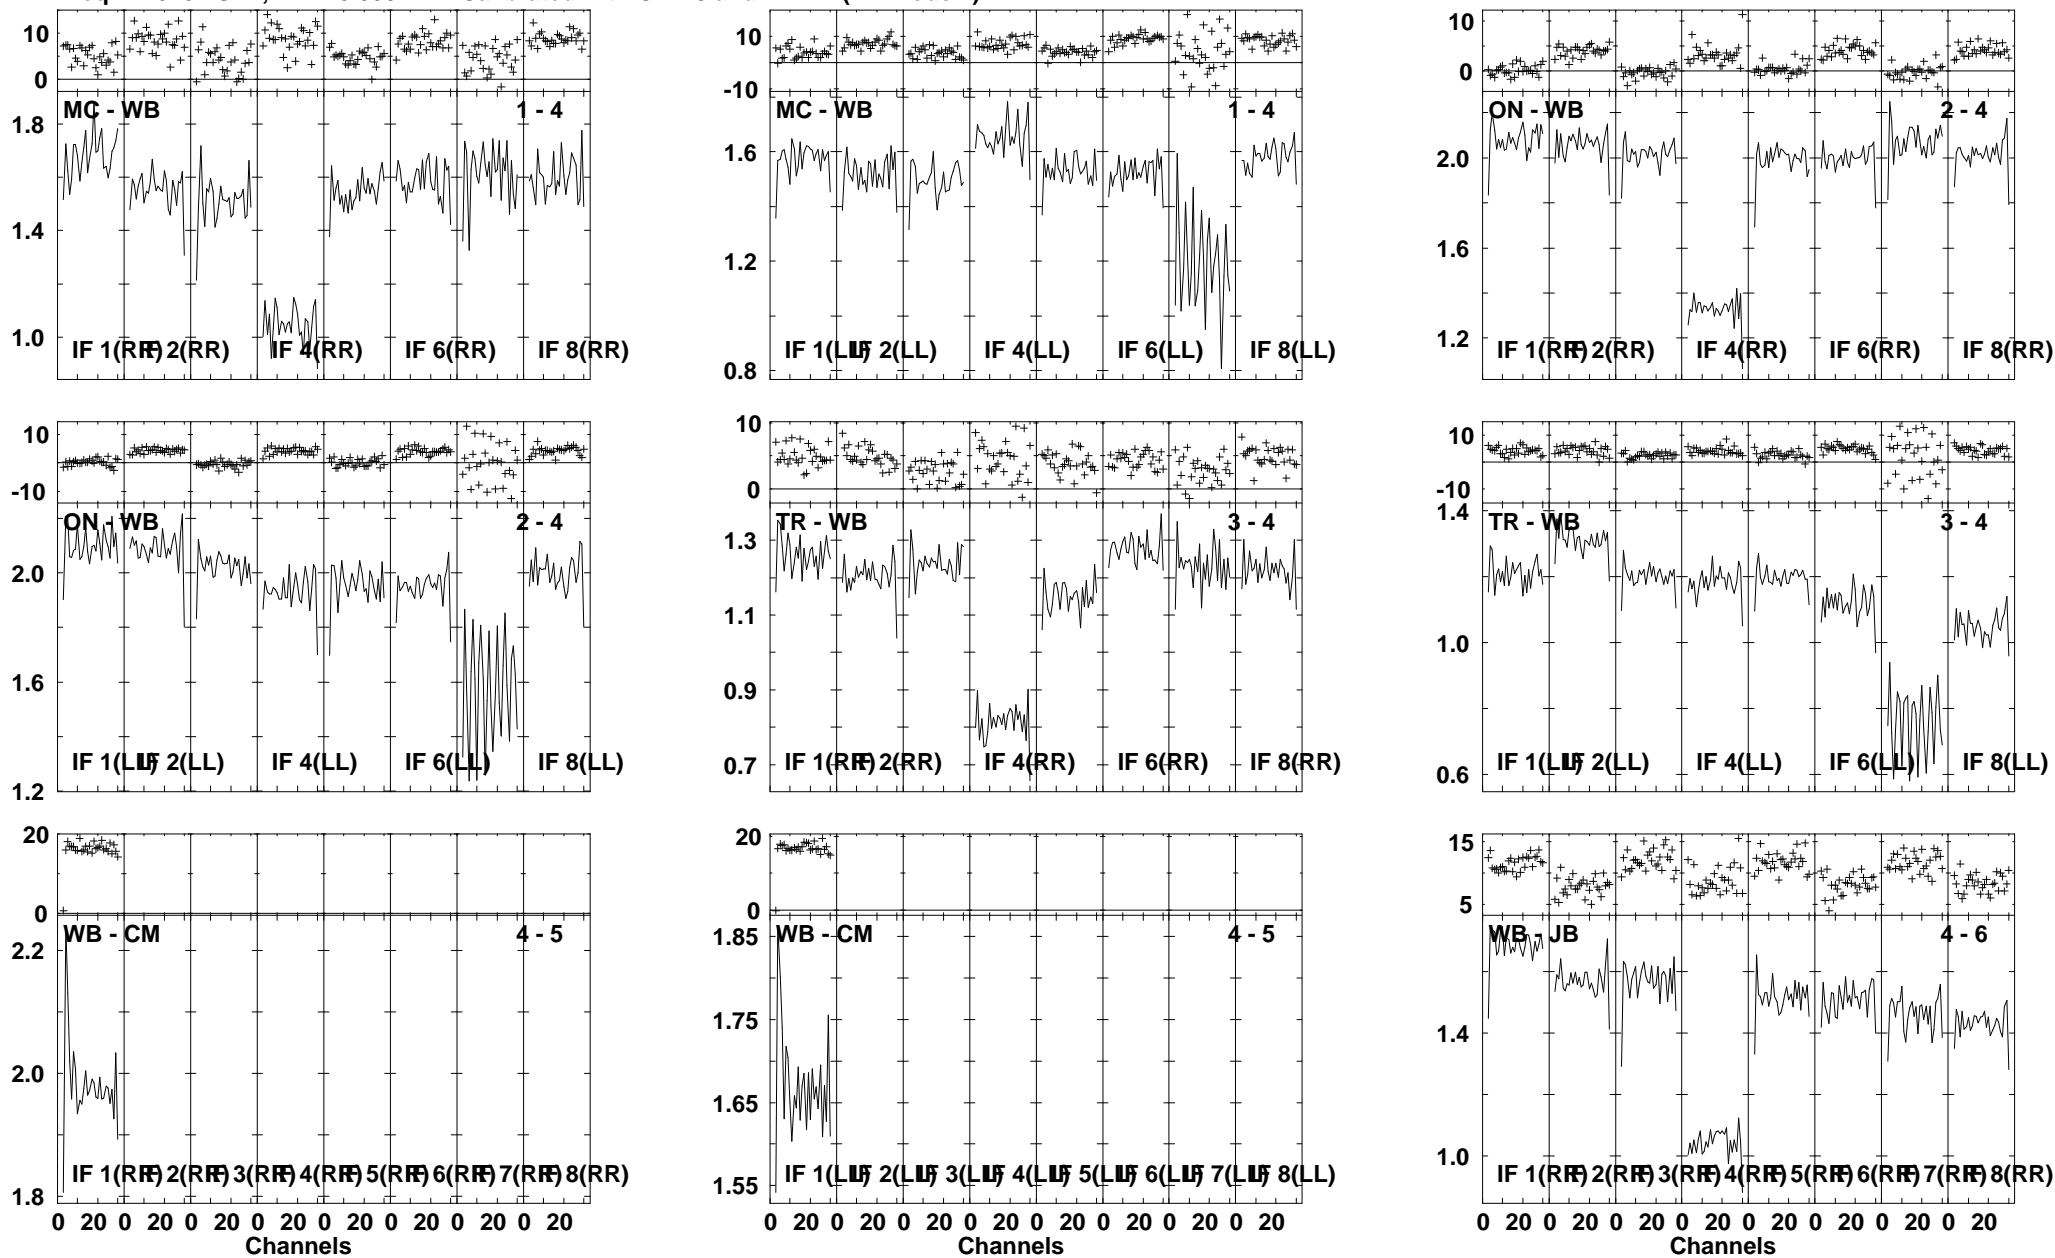 10 10 10
0 0
-10
MC - WB 1 - 4 MC - WB 1 - 4 ON - WB 2 - 4
1.8 1.6 2.0
1.4 1.2 1.6
1.0 0.8 1.2
IF 1(RR) IF 2(RR) IF 4(RR) IF 6(RR) IF 8(RR) IF 1(LL) IF 2(LL) IF 4(LL) IF 6(LL) IF 8(LL) IF 1(RR) IF 2(RR) IF 4(RR) IF 6(RR) IF 8(RR)
10 10 10
-10 0 -10
ON - WB 2 - 4 TR - WB 3 - 4 TR - WB 3 - 4
2.0 1.3 1.4
1.6 1.1 1.0
1.2 0.9 0.6
0.7
IF 1(LL) IF 2(LL) IF 4(LL) IF 6(LL) IF 8(LL) IF 1(RR) IF 2(RR) IF 4(RR) IF 6(RR) IF 8(RR) IF 1(LL) IF 2(LL) IF 4(LL) IF 6(LL) IF 8(LL)
20 20 15
0 0 5
WB - CM 4 - 5 WB - CM 4 - 5 WB - JB 4 - 6
2.2 1.85 1.4
2.0 1.75 1.0
1.8 1.65
1.55
IF 1(RR) IF 2(RR) IF 3(RR) IF 4(RR) IF 5(RR) IF 6(RR) IF 7(RR) IF 8(RR) IF 1(LL) IF 2(LL) IF 3(LL) IF 4(LL) IF 5(LL) IF 6(LL) IF 7(LL) IF 8(LL) IF 1(RR) IF 2(RR) IF 3(RR) IF 4(RR) IF 5(RR) IF 6(RR) IF 7(RR) IF 8(RR)
0 20 0 20 0 20 0 20 0 20 0 20 0 20 0 20 0 20 0 20 0 20 0 20 0 20 0 20 0 20 0 20 0 20 0 20 0 20 0 20 0 20 0 20 0 20 0 20
Channels Channels Channels